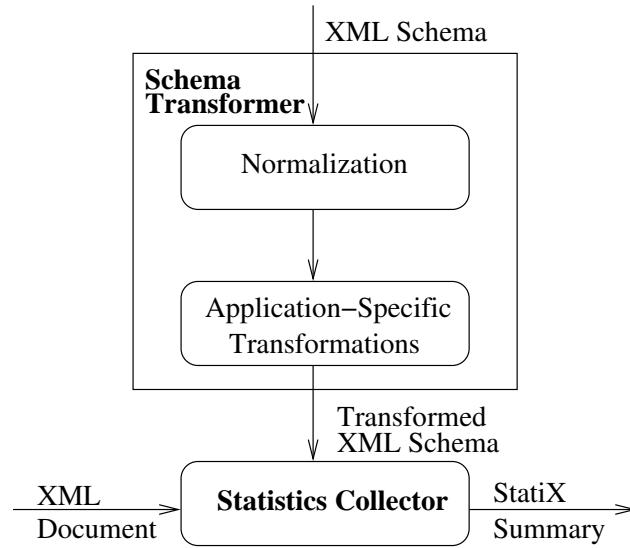 XML Schema
Schema
Transformer
Normalization
Application−Specific
Transformations
Transformed
XML Schema
XML
Document
Statistics Collector
StatiX
Summary